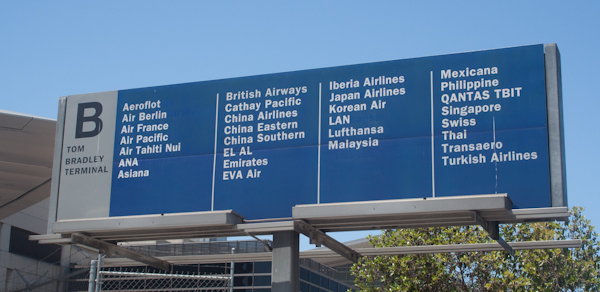 B
TOM
BRADLEY
TERMINAL
Aeroflot
Air Berlin
Air France
Air Pacific
Air Tahiti Nui
ANA
Asiana
British Airways
Cathay Pacific
China Airlines
China Eastern
China Southern
EL AL
Emirates
EVA Air
Iberia Airlines
Japan Airlines
Korean Air
LAN
Lufthansa
Malaysia
Mexicana
Philippine
QANTAS TBIT
Singapore
Swiss
Thai
Transaero
Turkish Airlines